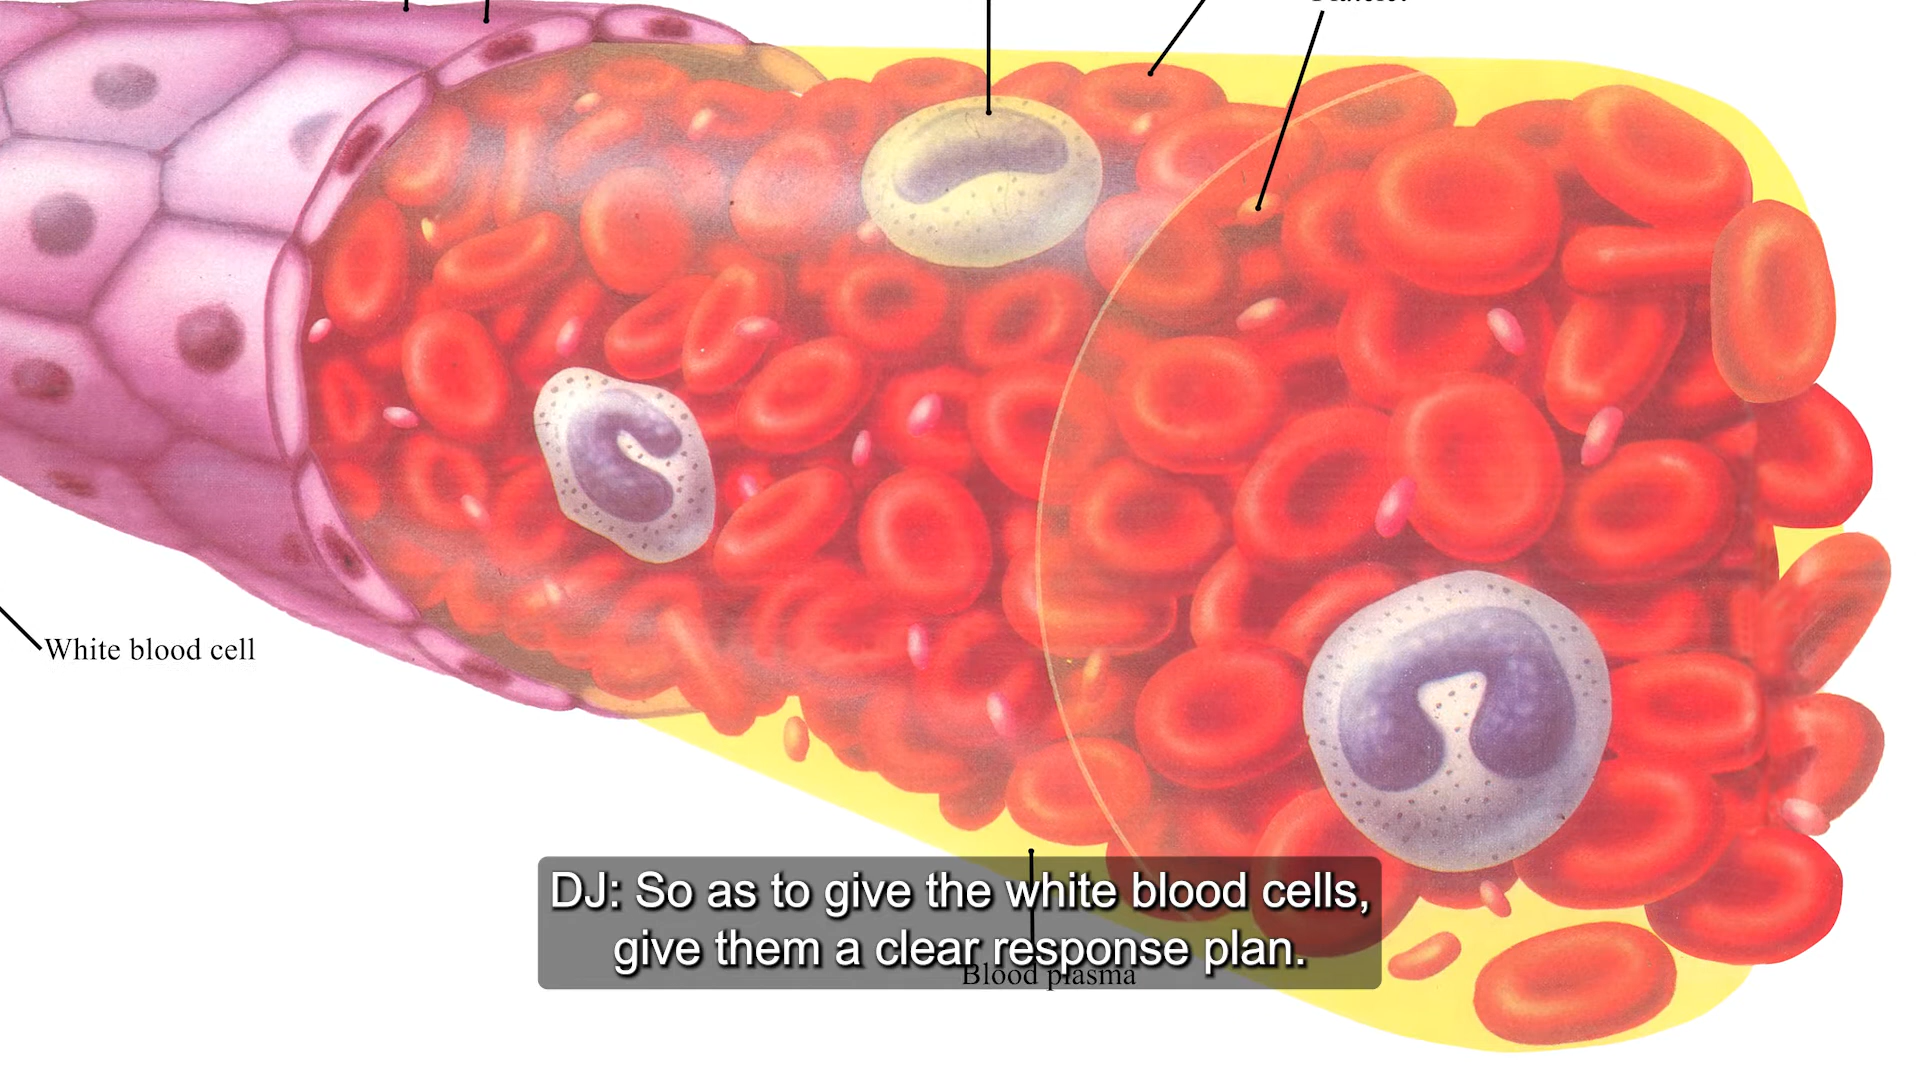 White blood cell
DJ: So as to give the white blood cells,
give them a clear response plan.
Blood plasma